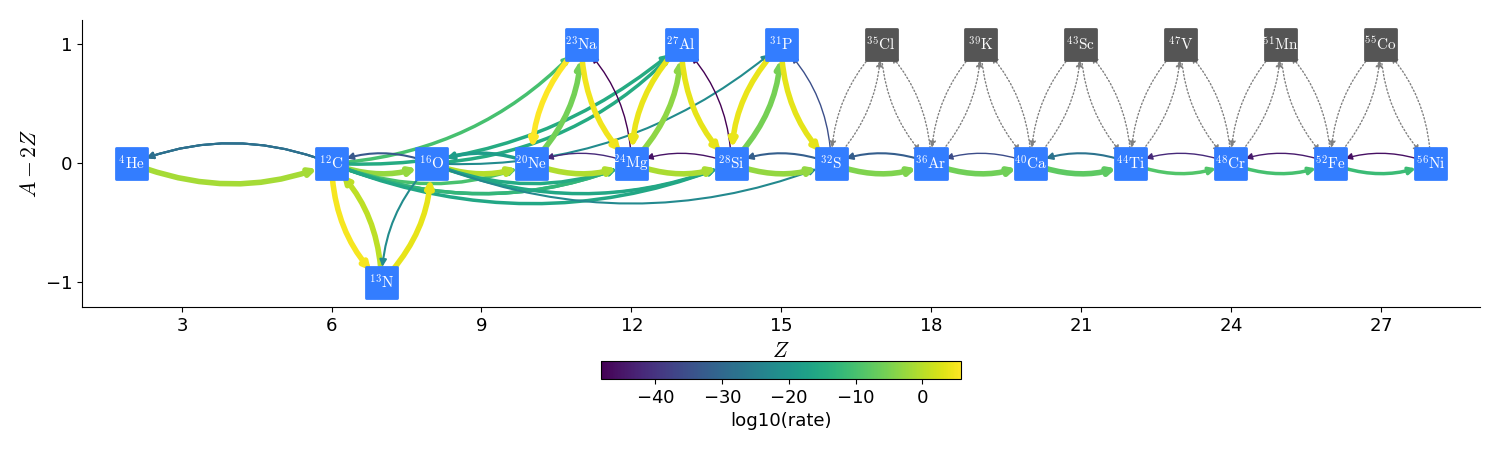 1
²³Na ²⁷Al ³¹P ³⁵Cl ³⁹K ⁴³Sc ⁴⁷V ⁵¹Mn ⁵⁵Co
A − 2Z
0
⁴He ¹²C ¹⁶O ²⁰Ne ²⁴Mg ²⁸Si ³²S ³⁶Ar ⁴⁰Ca ⁴⁴Ti ⁴⁸Cr ⁵²Fe ⁵⁶Ni
−1
¹³N
3 6 9 12 15 18 21 24 27
Z
−40 −30 −20 −10 0
log10(rate)